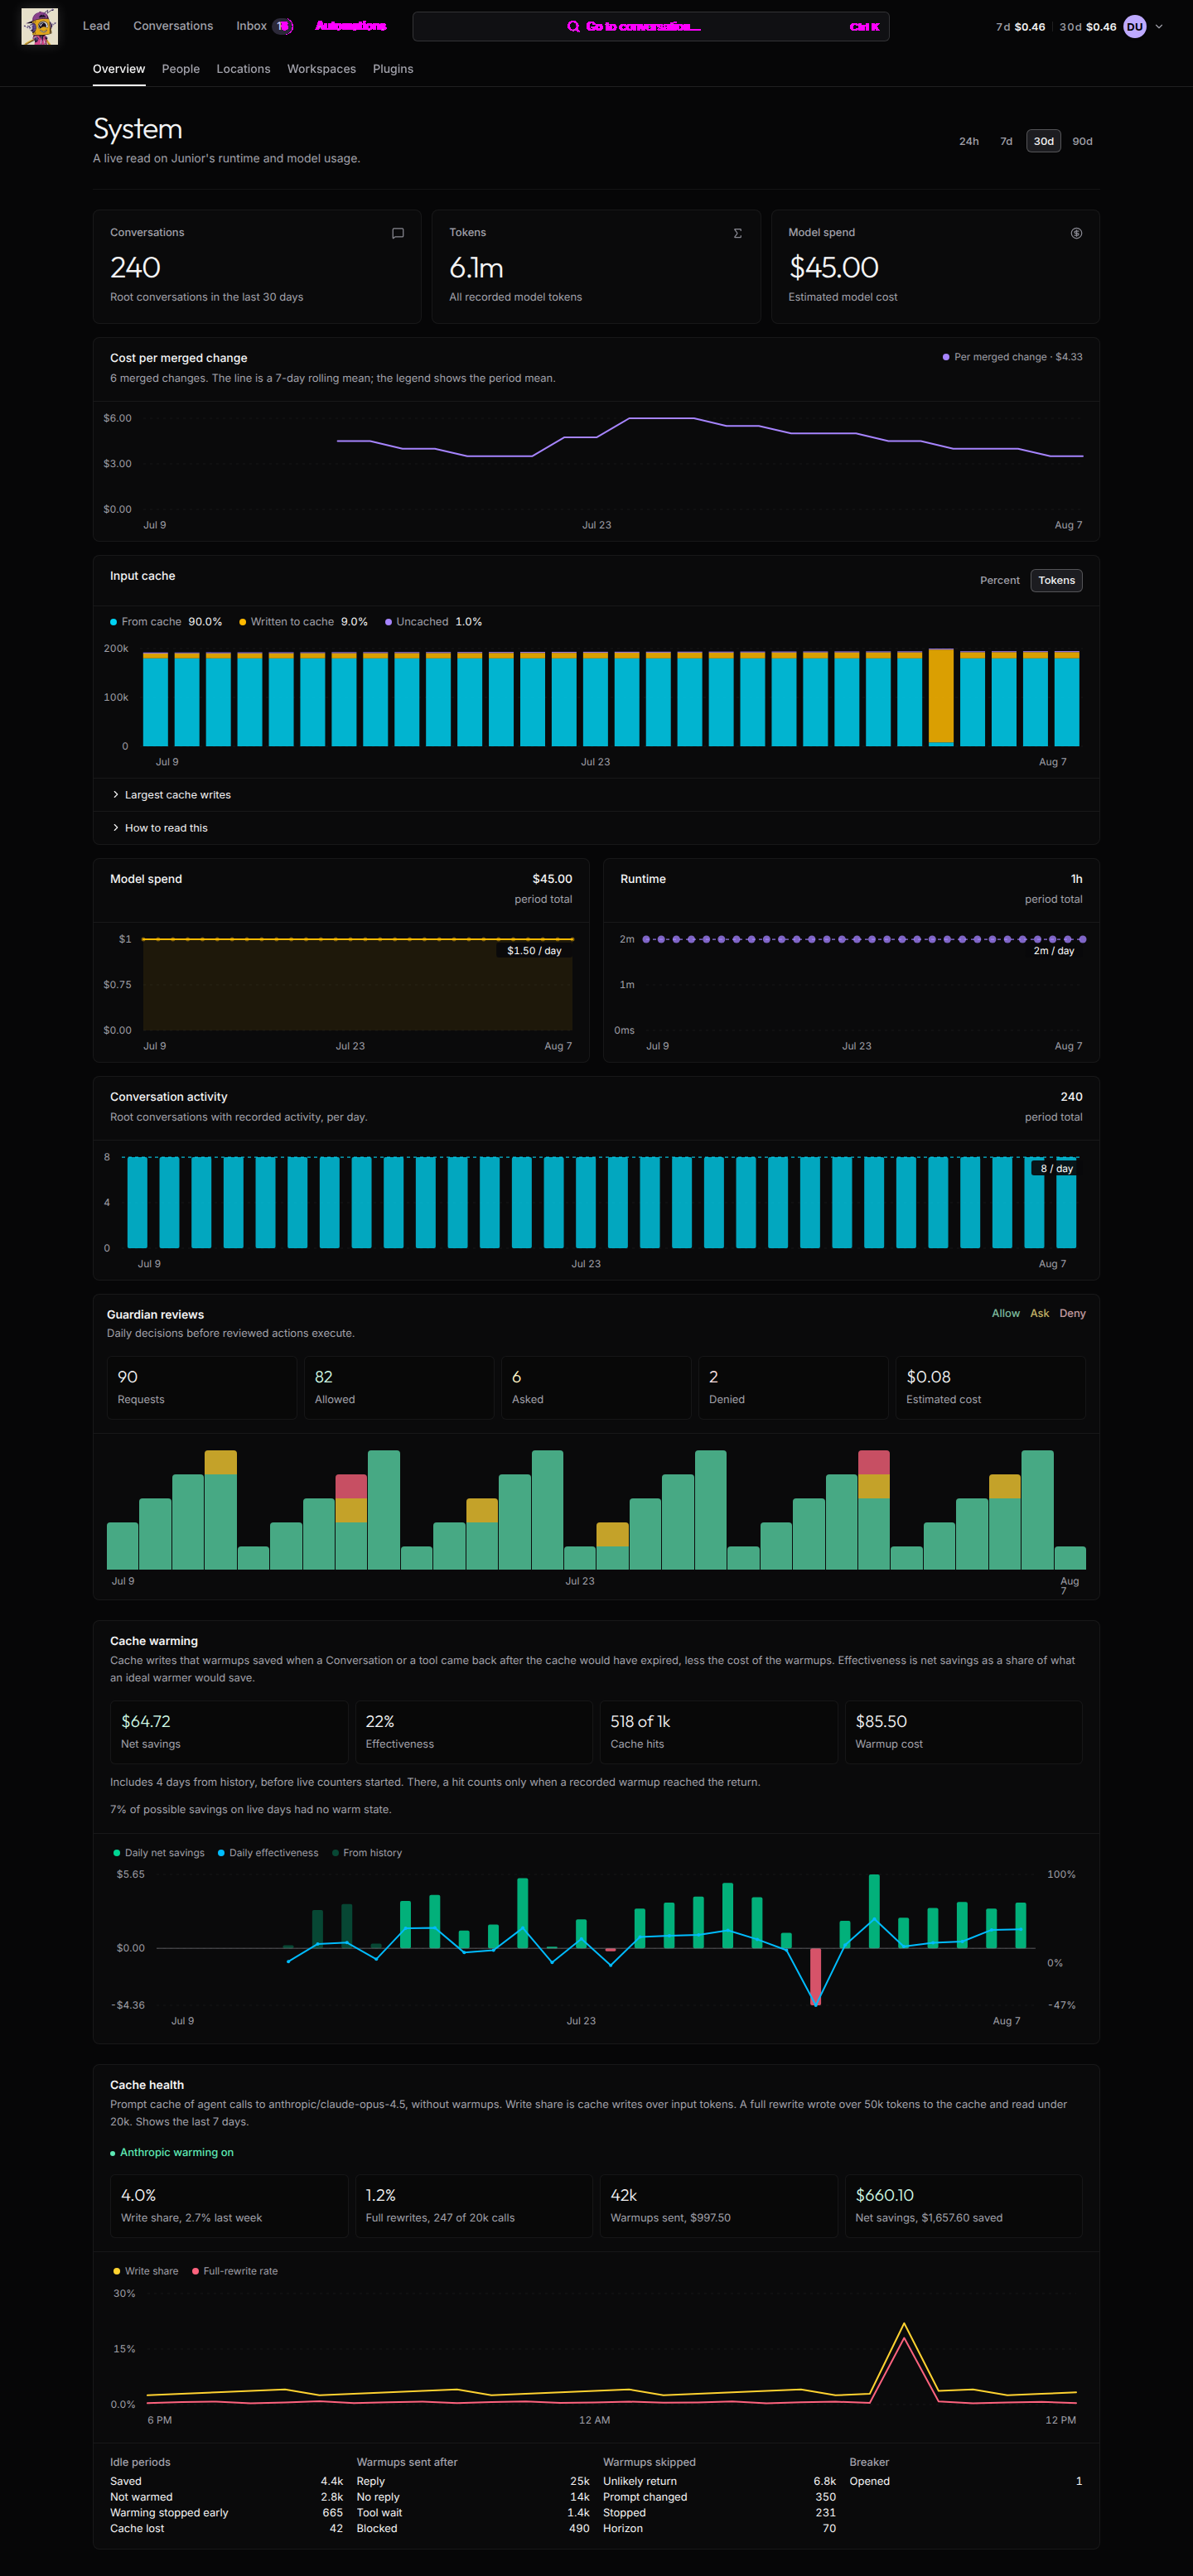 Lead Conversations Inbox Automations Go to conversation... Ctrl K 7d $0.46 30d $0.46 DU
Overview People Locations Workspaces Plugins
System
A live read on Junior's runtime and model usage.
24h 7d 30d 90d
Conversations
240
Root conversations in the last 30 days
Tokens
6.1m
All recorded model tokens
Model spend
$45.00
Estimated model cost
Cost per merged change
Per merged change · $4.33
6 merged changes. The line is a 7-day rolling mean; the legend shows the period mean.
$6.00
$3.00
$0.00
Jul 9 Jul 23 Aug 7
Input cache
Percent Tokens
From cache 90.0% Written to cache 9.0% Uncached 1.0%
200k
100k
0
Jul 9 Jul 23 Aug 7
Largest cache writes
How to read this
Model spend $45.00
period total
$1
$1.50 / day
$0.75
$0.00
Jul 9 Jul 23 Aug 7
Runtime 1h
period total
2m
2m / day
1m
0ms
Jul 9 Jul 23 Aug 7
Conversation activity 240
Root conversations with recorded activity, per day. period total
8
8 / day
4
0
Jul 9 Jul 23 Aug 7
Guardian reviews Allow Ask Deny
Daily decisions before reviewed actions execute.
90
Requests
82
Allowed
6
Asked
2
Denied
$0.08
Estimated cost
Jul 9 Jul 23 Aug
7
Cache warming
Cache writes that warmups saved when a Conversation or a tool came back after the cache would have expired, less the cost of the warmups. Effectiveness is net savings as a share of what
an ideal warmer would save.
$64.72
Net savings
22%
Effectiveness
518 of 1k
Cache hits
$85.50
Warmup cost
Includes 4 days from history, before live counters started. There, a hit counts only when a recorded warmup reached the return.
7% of possible savings on live days had no warm state.
Daily net savings Daily effectiveness From history
$5.65 100%
$0.00
0%
-$4.36 -47%
Jul 9 Jul 23 Aug 7
Cache health
Prompt cache of agent calls to anthropic/claude-opus-4.5, without warmups. Write share is cache writes over input tokens. A full rewrite wrote over 50k tokens to the cache and read under
20k. Shows the last 7 days.
Anthropic warming on
4.0%
Write share, 2.7% last week
1.2%
Full rewrites, 247 of 20k calls
42k
Warmups sent, $997.50
$660.10
Net savings, $1,657.60 saved
Write share Full-rewrite rate
30%
15%
0.0%
6 PM 12 AM 12 PM
Idle periods
Saved 4.4k
Not warmed 2.8k
Warming stopped early 665
Cache lost 42
Warmups sent after
Reply 25k
No reply 14k
Tool wait 1.4k
Blocked 490
Warmups skipped
Unlikely return 6.8k
Prompt changed 350
Stopped 231
Horizon 70
Breaker
Opened 1